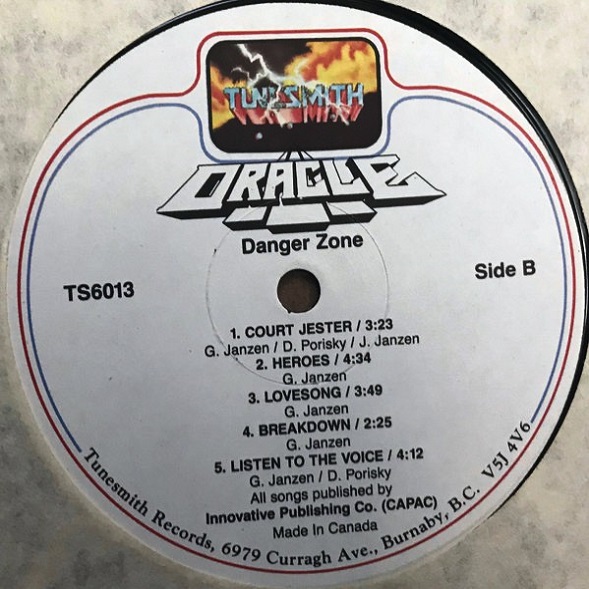 TUNESMITH
ORACLE
Danger Zone
TS6013
Side B
1. COURT JESTER / 3:23
G. Janzen / D. Porisky / J. Janzen
2. HEROES / 4:34
G. Janzen
3. LOVESONG / 3:49
G. Janzen
4. BREAKDOWN / 2:25
G. Janzen
5. LISTEN TO THE VOICE / 4:12
G. Janzen / D. Porisky
All songs published by
Innovative Publishing Co. (CAPAC)
Made In Canada
Tunesmith Records, 6979 Curragh Ave., Burnaby, B.C. V5J 4V6